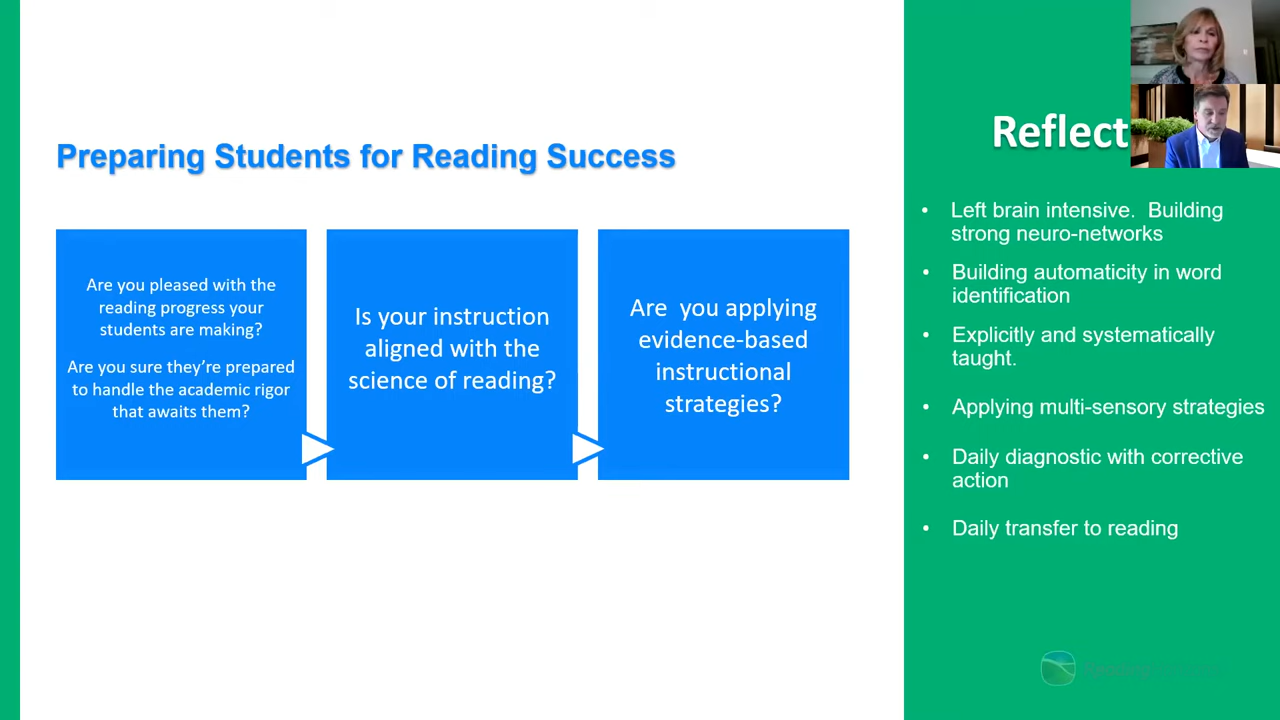 Preparing Students for Reading Success
Are you pleased with the
reading progress your
students are making?
Are you sure they’re prepared
to handle the academic rigor
that awaits them?
Is your instruction
aligned with the
science of reading?
Are  you applying
evidence-based
instructional
strategies?
Reflect
Left brain intensive.  Building
strong neuro-networks
Building automaticity in word
identification
Explicitly and systematically
taught.
Applying multi-sensory strategies
Daily diagnostic with corrective
action
Daily transfer to reading